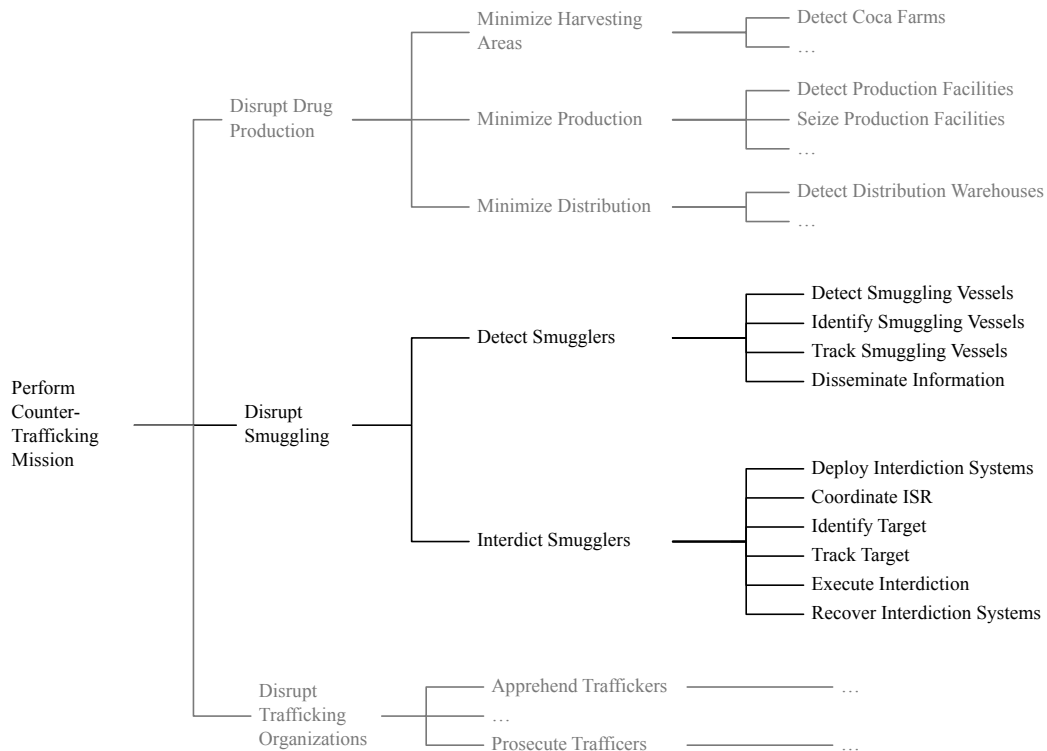 Minimize Harvesting
Areas
Detect Coca Farms
…
Disrupt Drug
Production
Minimize Production
Detect Production Facilities
Seize Production Facilities
…
Minimize Distribution
Detect Distribution Warehouses
…
Perform
Counter-
Trafficking
Mission
Disrupt
Smuggling
Detect Smugglers
Detect Smuggling Vessels
Identify Smuggling Vessels
Track Smuggling Vessels
Disseminate Information
Interdict Smugglers
Deploy Interdiction Systems
Coordinate ISR
Identify Target
Track Target
Execute Interdiction
Recover Interdiction Systems
Disrupt
Trafficking
Organizations
Apprehend Traffickers
…
…
Prosecute Trafficers
…